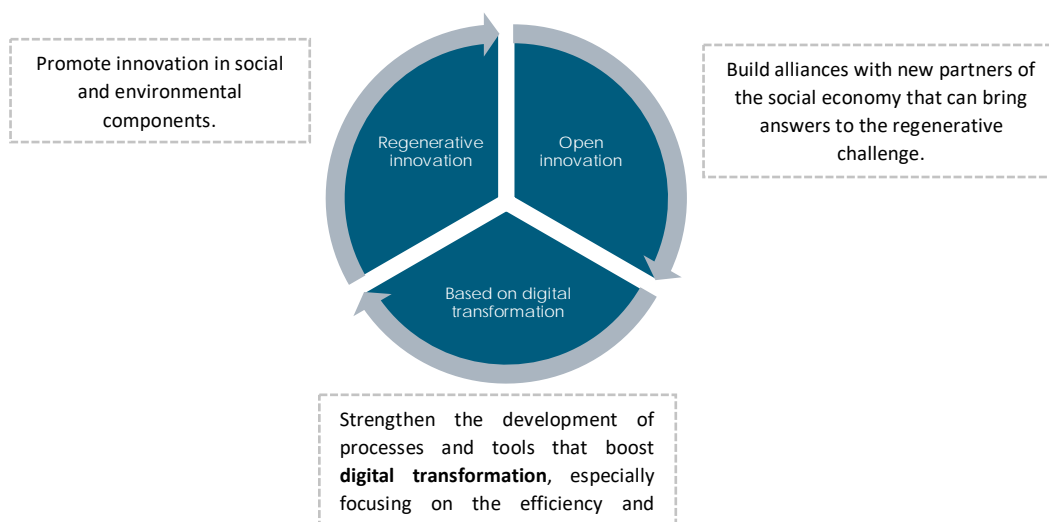 Promote innovation in social
and environmental
components.
Regenerative
innovation
Open
innovation
Build alliances with new partners of
the social economy that can bring
answers to the regenerative
challenge.
Based on digital
transformation
Strengthen the development of
processes and tools that boost
digital transformation, especially
focusing on the efficiency and